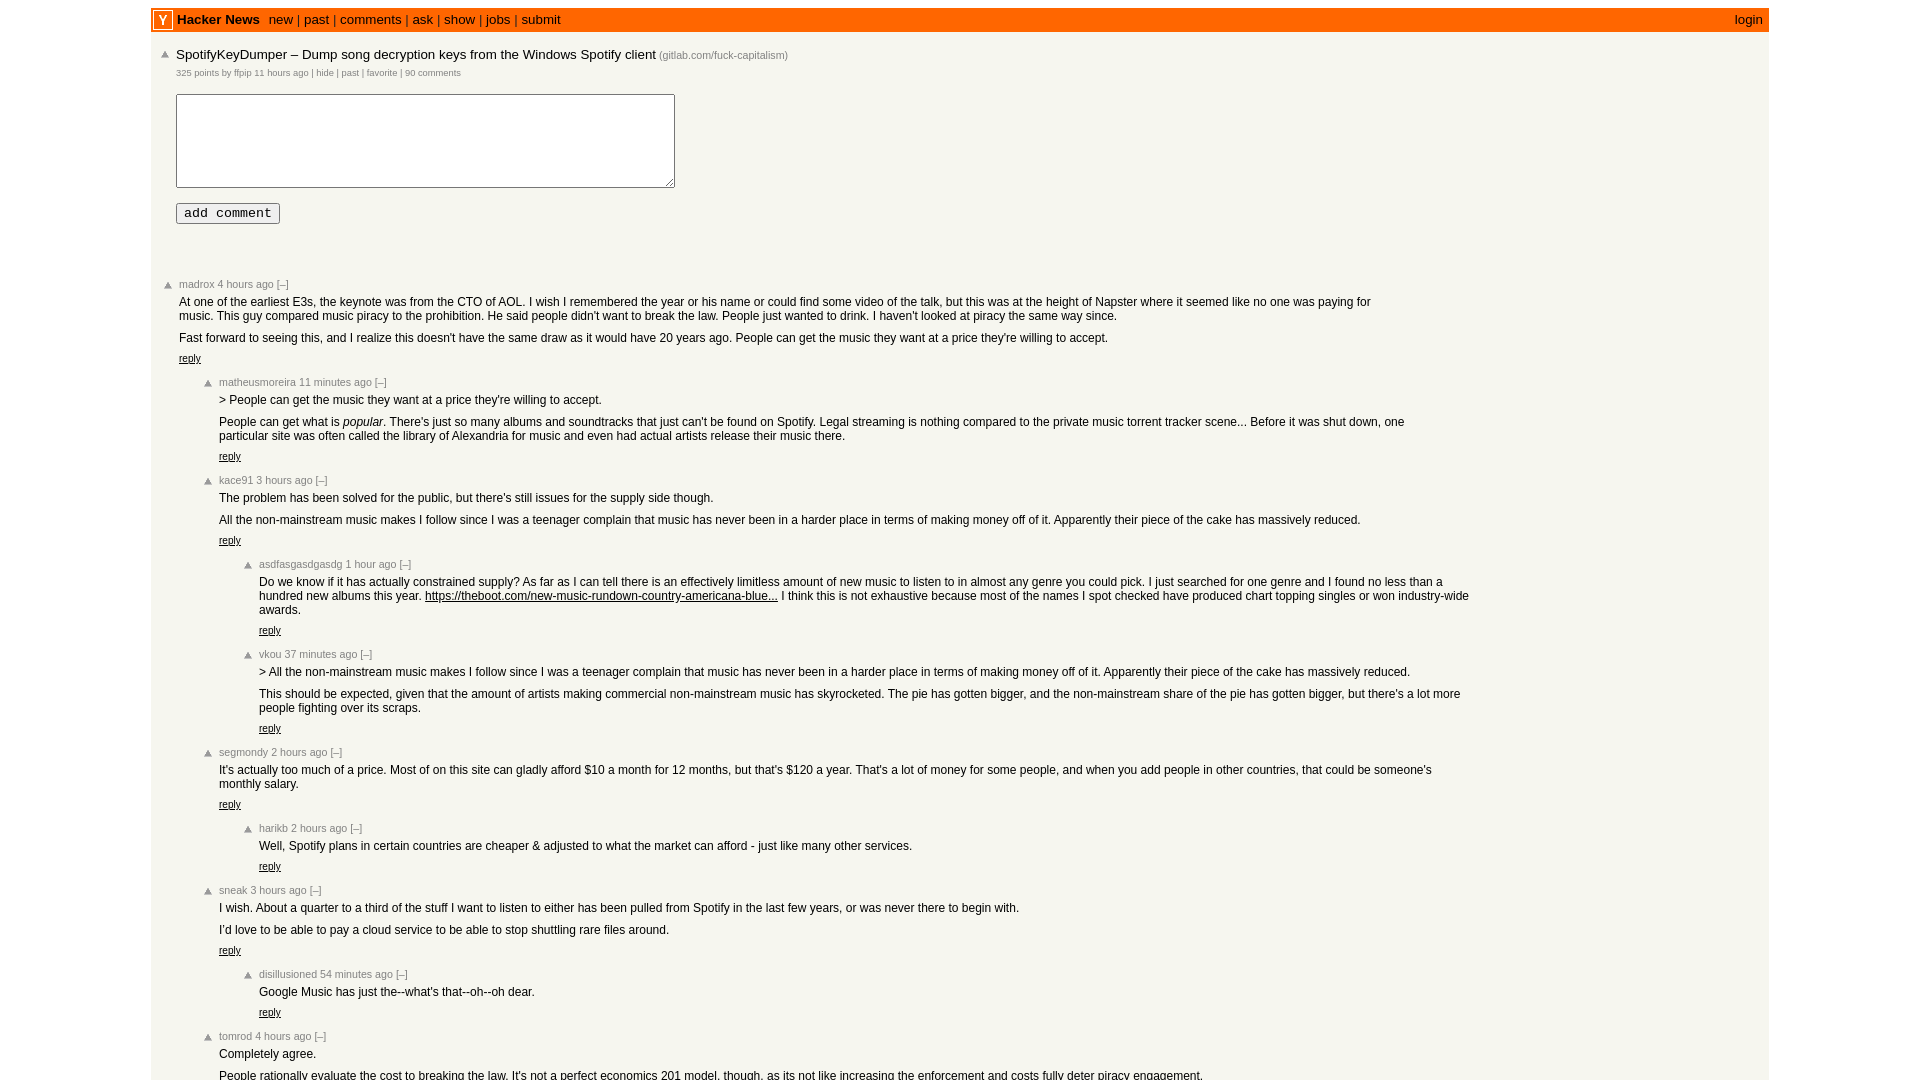 Y Hacker News new | past | comments | ask | show | jobs | submit login
SpotifyKeyDumper – Dump song decryption keys from the Windows Spotify client (gitlab.com/fuck-capitalism)
325 points by ffpip 11 hours ago | hide | past | favorite | 90 comments
add comment
madrox 4 hours ago [–]
At one of the earliest E3s, the keynote was from the CTO of AOL. I wish I remembered the year or his name or could find some video of the talk, but this was at the height of Napster where it seemed like no one was paying for
music. This guy compared music piracy to the prohibition. He said people didn't want to break the law. People just wanted to drink. I haven't looked at piracy the same way since.
Fast forward to seeing this, and I realize this doesn't have the same draw as it would have 20 years ago. People can get the music they want at a price they're willing to accept.
reply
matheusmoreira 11 minutes ago [–]
> People can get the music they want at a price they're willing to accept.
People can get what is popular. There's just so many albums and soundtracks that just can't be found on Spotify. Legal streaming is nothing compared to the private music torrent tracker scene... Before it was shut down, one
particular site was often called the library of Alexandria for music and even had actual artists release their music there.
reply
kace91 3 hours ago [–]
The problem has been solved for the public, but there's still issues for the supply side though.
All the non-mainstream music makes I follow since I was a teenager complain that music has never been in a harder place in terms of making money off of it. Apparently their piece of the cake has massively reduced.
reply
asdfasgasdgasdg 1 hour ago [–]
Do we know if it has actually constrained supply? As far as I can tell there is an effectively limitless amount of new music to listen to in almost any genre you could pick. I just searched for one genre and I found no less than a
hundred new albums this year. https://theboot.com/new-music-rundown-country-americana-blue... I think this is not exhaustive because most of the names I spot checked have produced chart topping singles or won industry-wide
awards.
reply
vkou 37 minutes ago [–]
> All the non-mainstream music makes I follow since I was a teenager complain that music has never been in a harder place in terms of making money off of it. Apparently their piece of the cake has massively reduced.
This should be expected, given that the amount of artists making commercial non-mainstream music has skyrocketed. The pie has gotten bigger, and the non-mainstream share of the pie has gotten bigger, but there's a lot more
people fighting over its scraps.
reply
segmondy 2 hours ago [–]
It's actually too much of a price. Most of on this site can gladly afford $10 a month for 12 months, but that's $120 a year. That's a lot of money for some people, and when you add people in other countries, that could be someone's
monthly salary.
reply
harikb 2 hours ago [–]
Well, Spotify plans in certain countries are cheaper & adjusted to what the market can afford - just like many other services.
reply
sneak 3 hours ago [–]
I wish. About a quarter to a third of the stuff I want to listen to either has been pulled from Spotify in the last few years, or was never there to begin with.
I'd love to be able to pay a cloud service to be able to stop shuttling rare files around.
reply
disillusioned 54 minutes ago [–]
Google Music has just the--what's that--oh--oh dear.
reply
tomrod 4 hours ago [–]
Completely agree.
People rationally evaluate the cost to breaking the law. It's not a perfect economics 201 model, though, as its not like increasing the enforcement and costs fully deter piracy engagement.